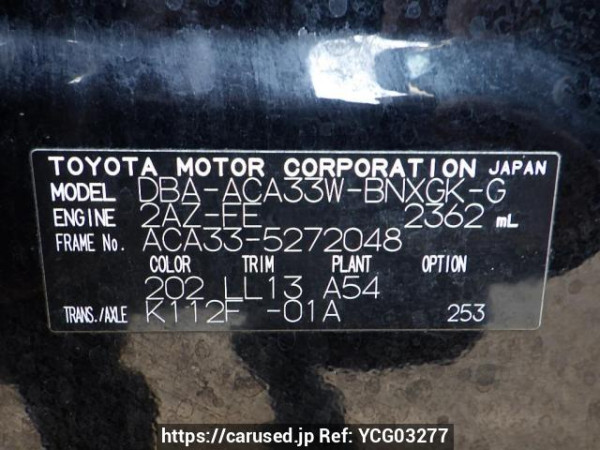 TOYOTA MOTOR CORPORATION JAPAN
MODEL DBA-ACA33W-BNXGK-G
ENGINE 2AZ-FE 2362 mL
FRAME No. ACA33-5272048
COLOR TRIM PLANT OPTION
202 LL13 A54
TRANS./AXLE K112F -01A 253
https://carused.jp Ref: YCG03277